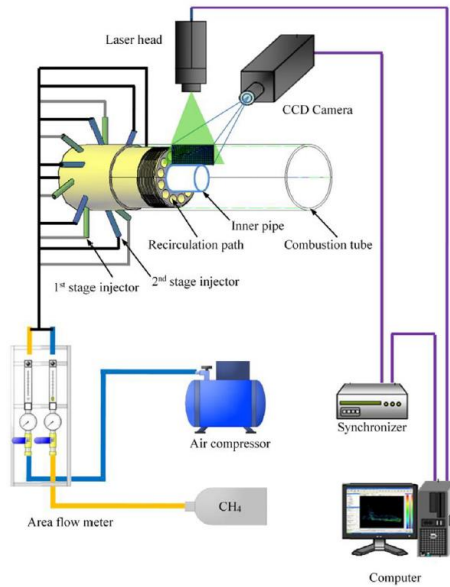 Laser head
CCD Camera
Inner pipe
Recirculation path
Combustion tube
1st stage injector
2nd stage injector
Air compressor
Synchronizer
Area flow meter
CH4
Computer